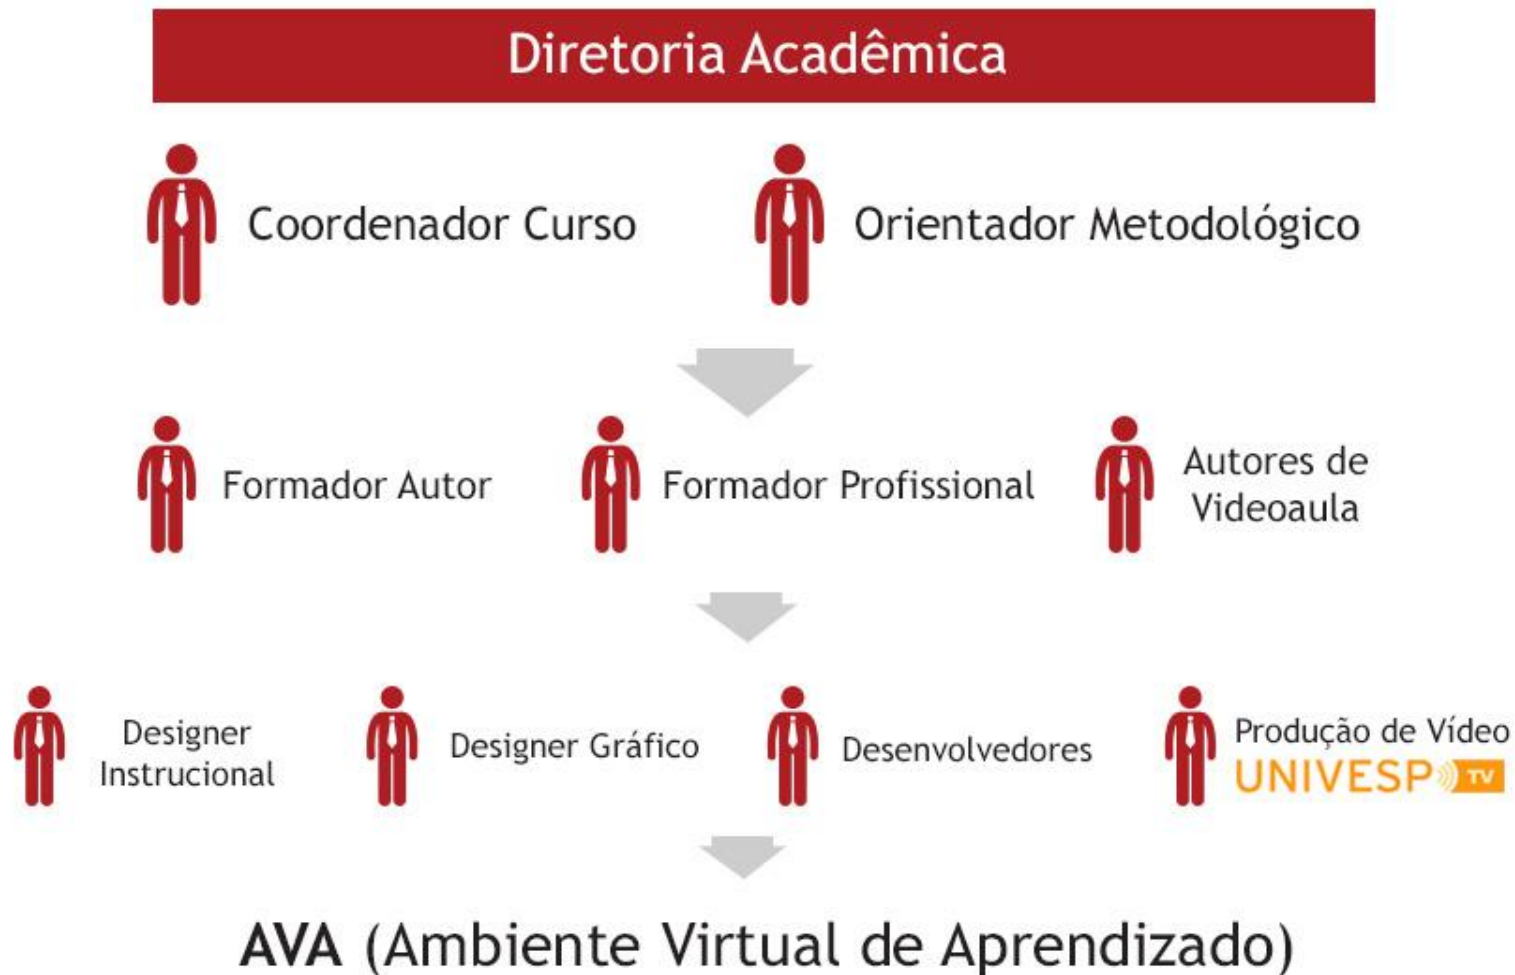 Diretoria Acadêmica
Coordenador Curso
Orientador Metodológico
Formador Autor
Formador Profissional
Autores de
Videoaula
Designer
Instrucional
Designer Gráfico
Desenvolvedores
Produção de Vídeo
UNIVESP TV
AVA (Ambiente Virtual de Aprendizado)